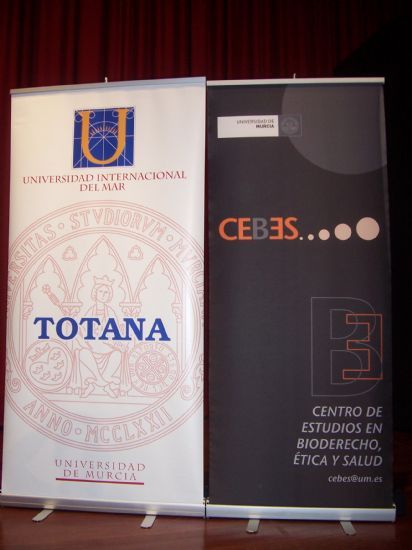 U
UNIVERSIDAD INTERNACIONAL
DEL MAR
TOTANA
ANNO MCCLXXII
UNIVERSIDAD
DE MURCIA
UNIVERSIDAD DE
MURCIA
CEBES.....
BE
CENTRO DE
ESTUDIOS EN
BIODERECHO,
ÉTICA Y SALUD
cebes@um.es